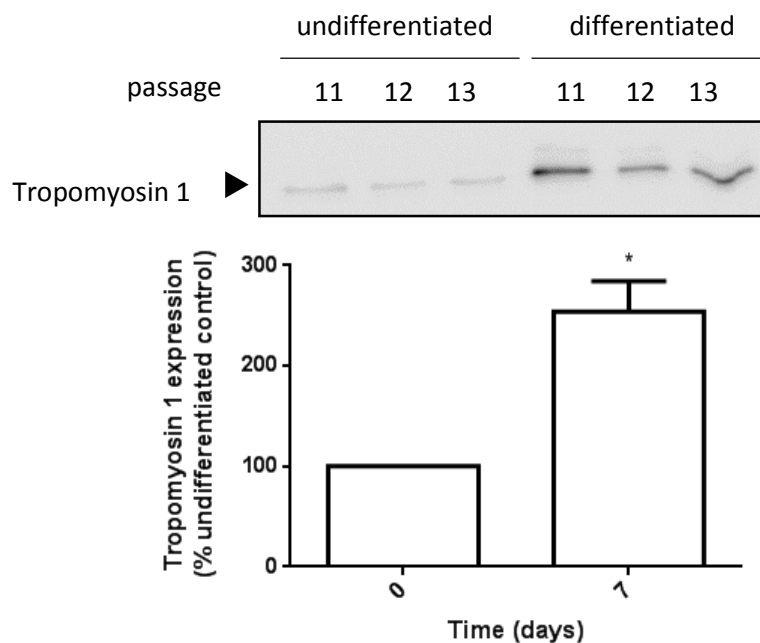 undifferentiated differentiated
passage 11 12 13 11 12 13
Tropomyosin 1
Tropomyosin 1 expression
(% undifferentiated control)
300
*
200
100
0
0 7
Time (days)